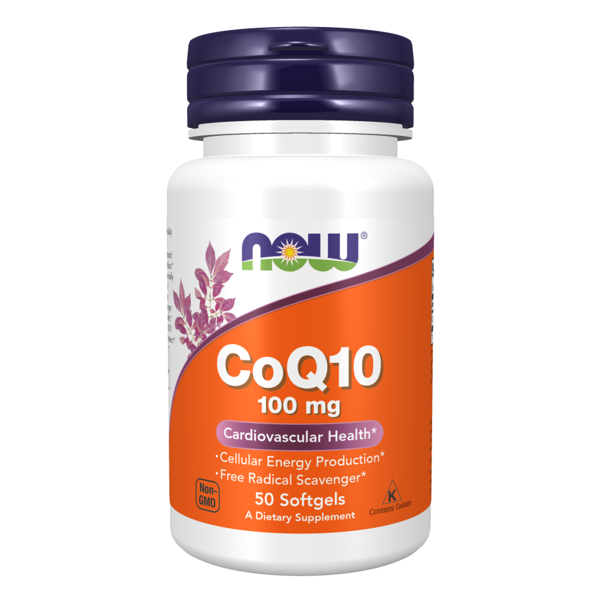 NOW®
CoQ10
100 mg
Cardiovascular Health*
• Cellular Energy Production*
• Free Radical Scavenger*
50 Softgels
A Dietary Supplement
Non-
GMO
K
Contains Gelatin